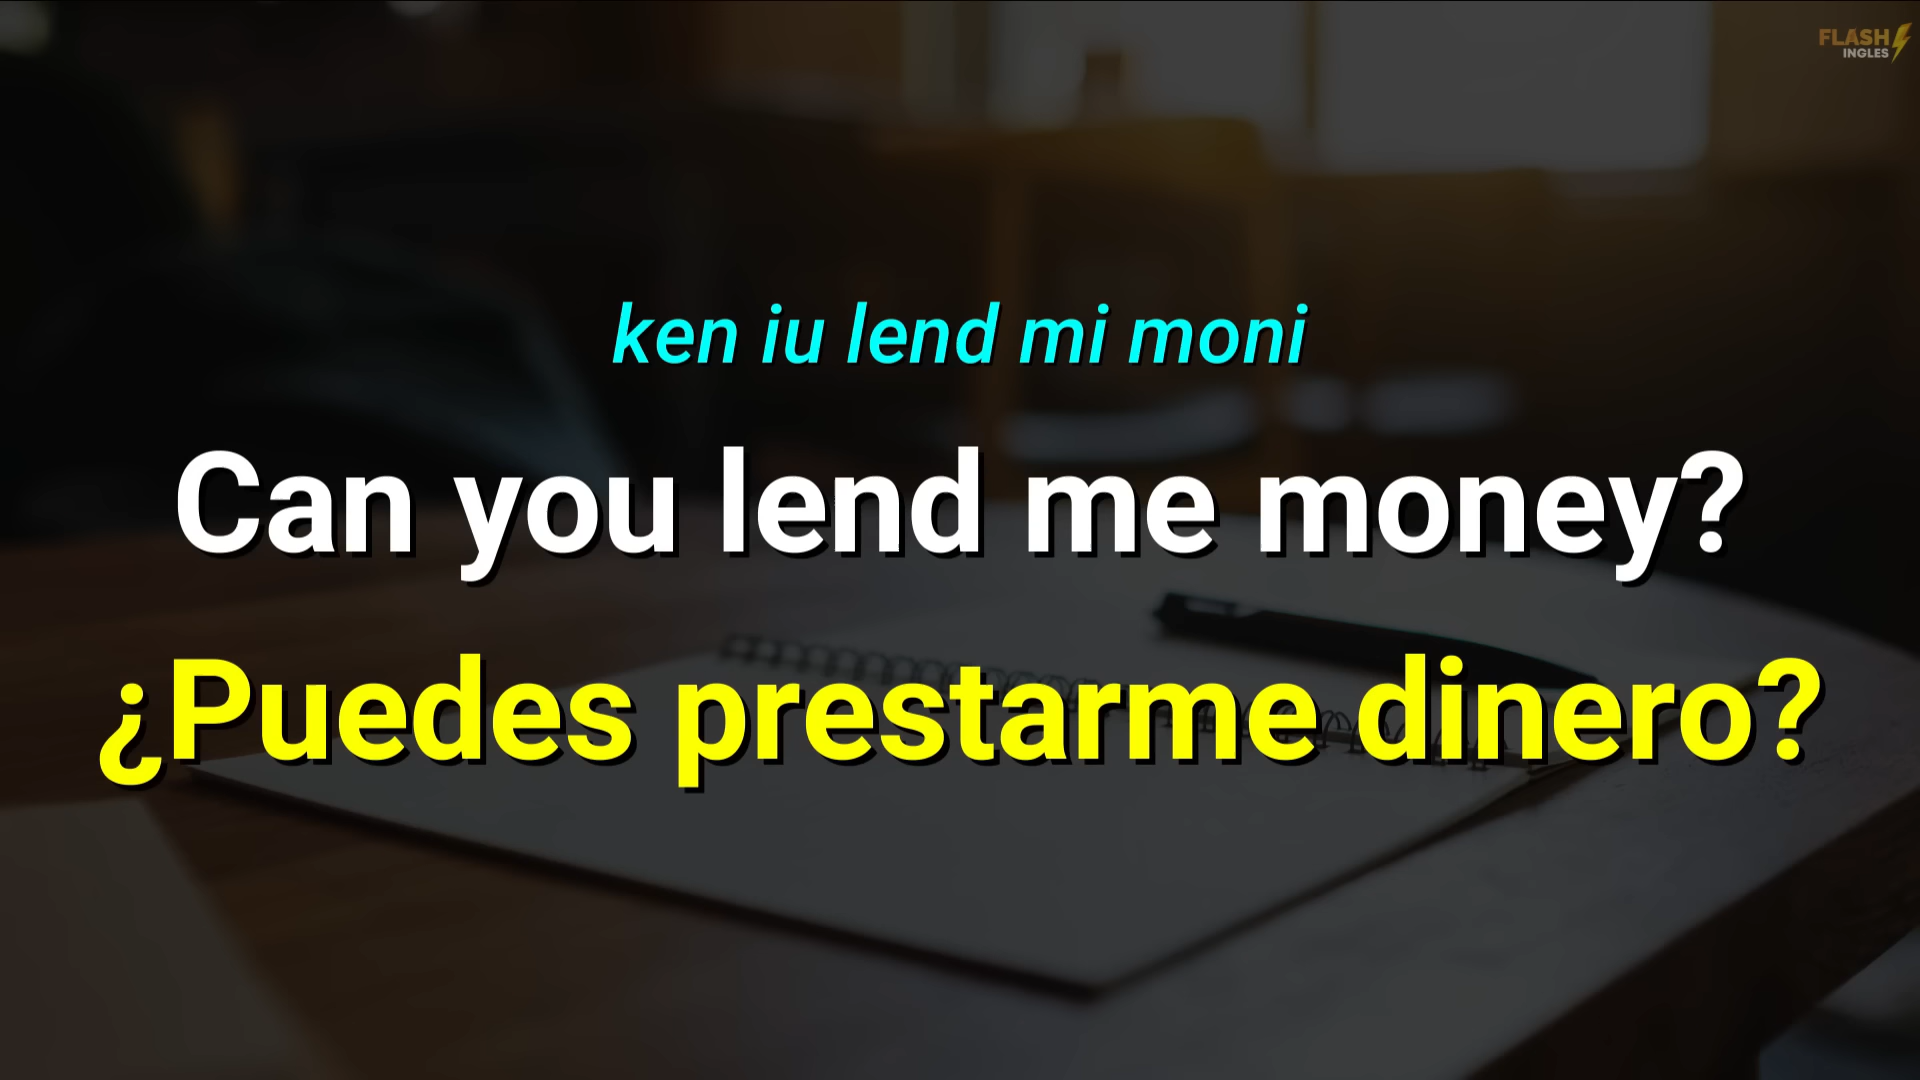 FLASH
INGLES
ken iu lend mi moni
Can you lend me money?
¿Puedes prestarme dinero?